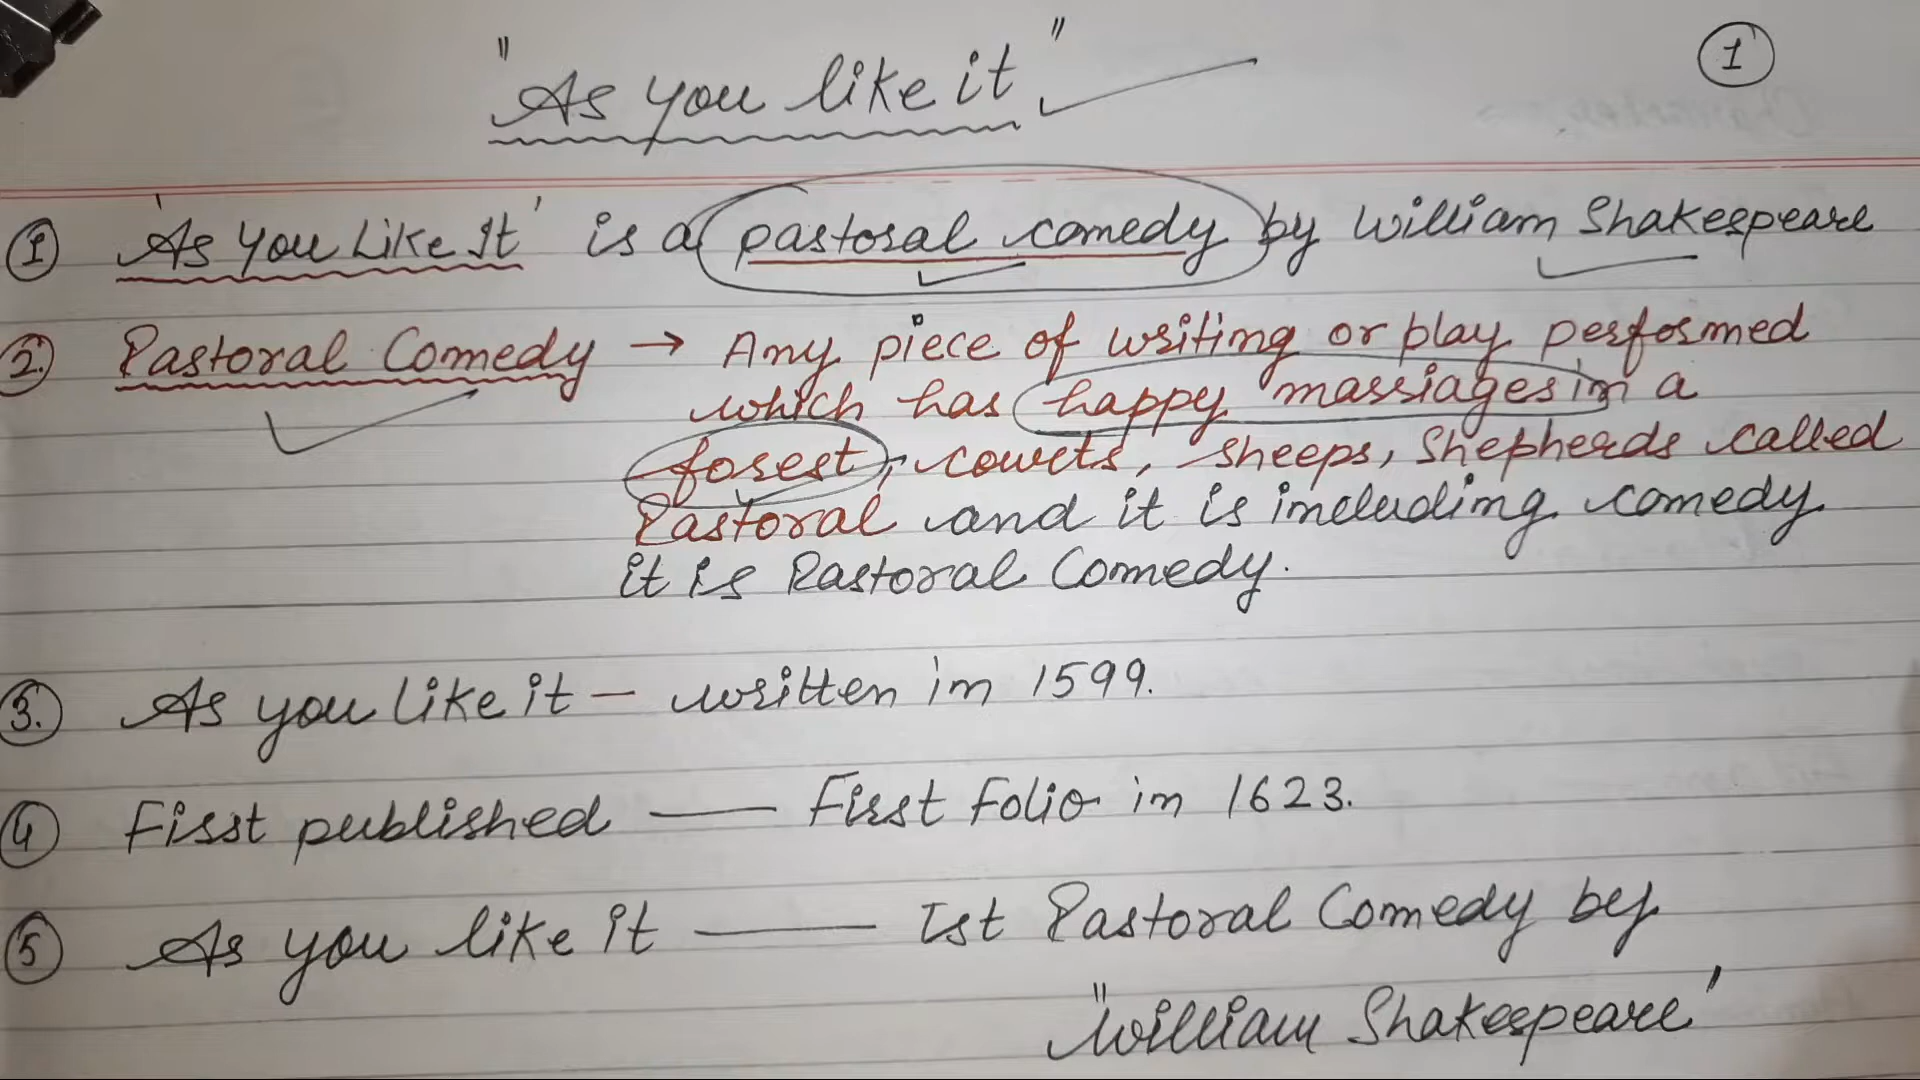 "As you like it"
1
1 'As You Like It' is a pastoral comedy by William Shakespeare
2. Pastoral Comedy → Any piece of writing or play performed
which has happy marriages in a
forest, courts, sheeps, Shepherds called
Pastoral and it is including comedy
it is Pastoral Comedy.
3. As you like it - written in 1599.
4 First published — First Folio in 1623.
5 As you like it — Ist Pastoral Comedy by
"William Shakespeare'